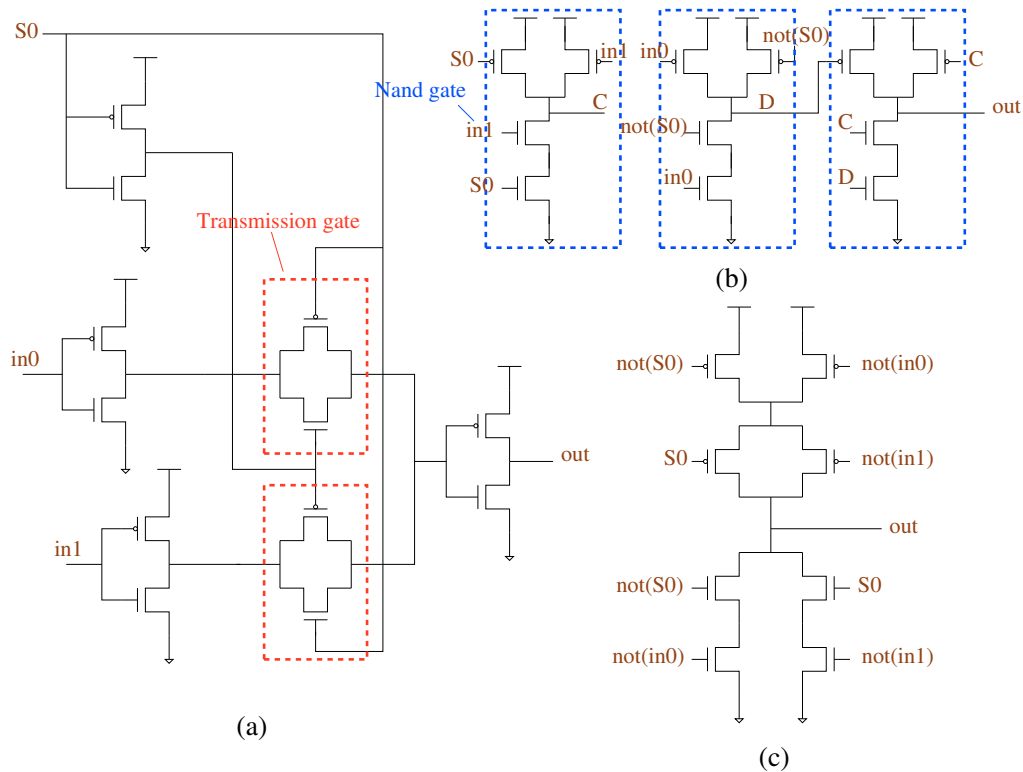 S0
Transmission gate
in0
in1
out
(a)
S0
in1
Nand gate
C
in1
S0
in0
not(S0)
D
not(S0)
in0
C
out
C
D
(b)
not(S0)
not(in0)
S0
not(in1)
out
not(S0)
S0
not(in0)
not(in1)
(c)